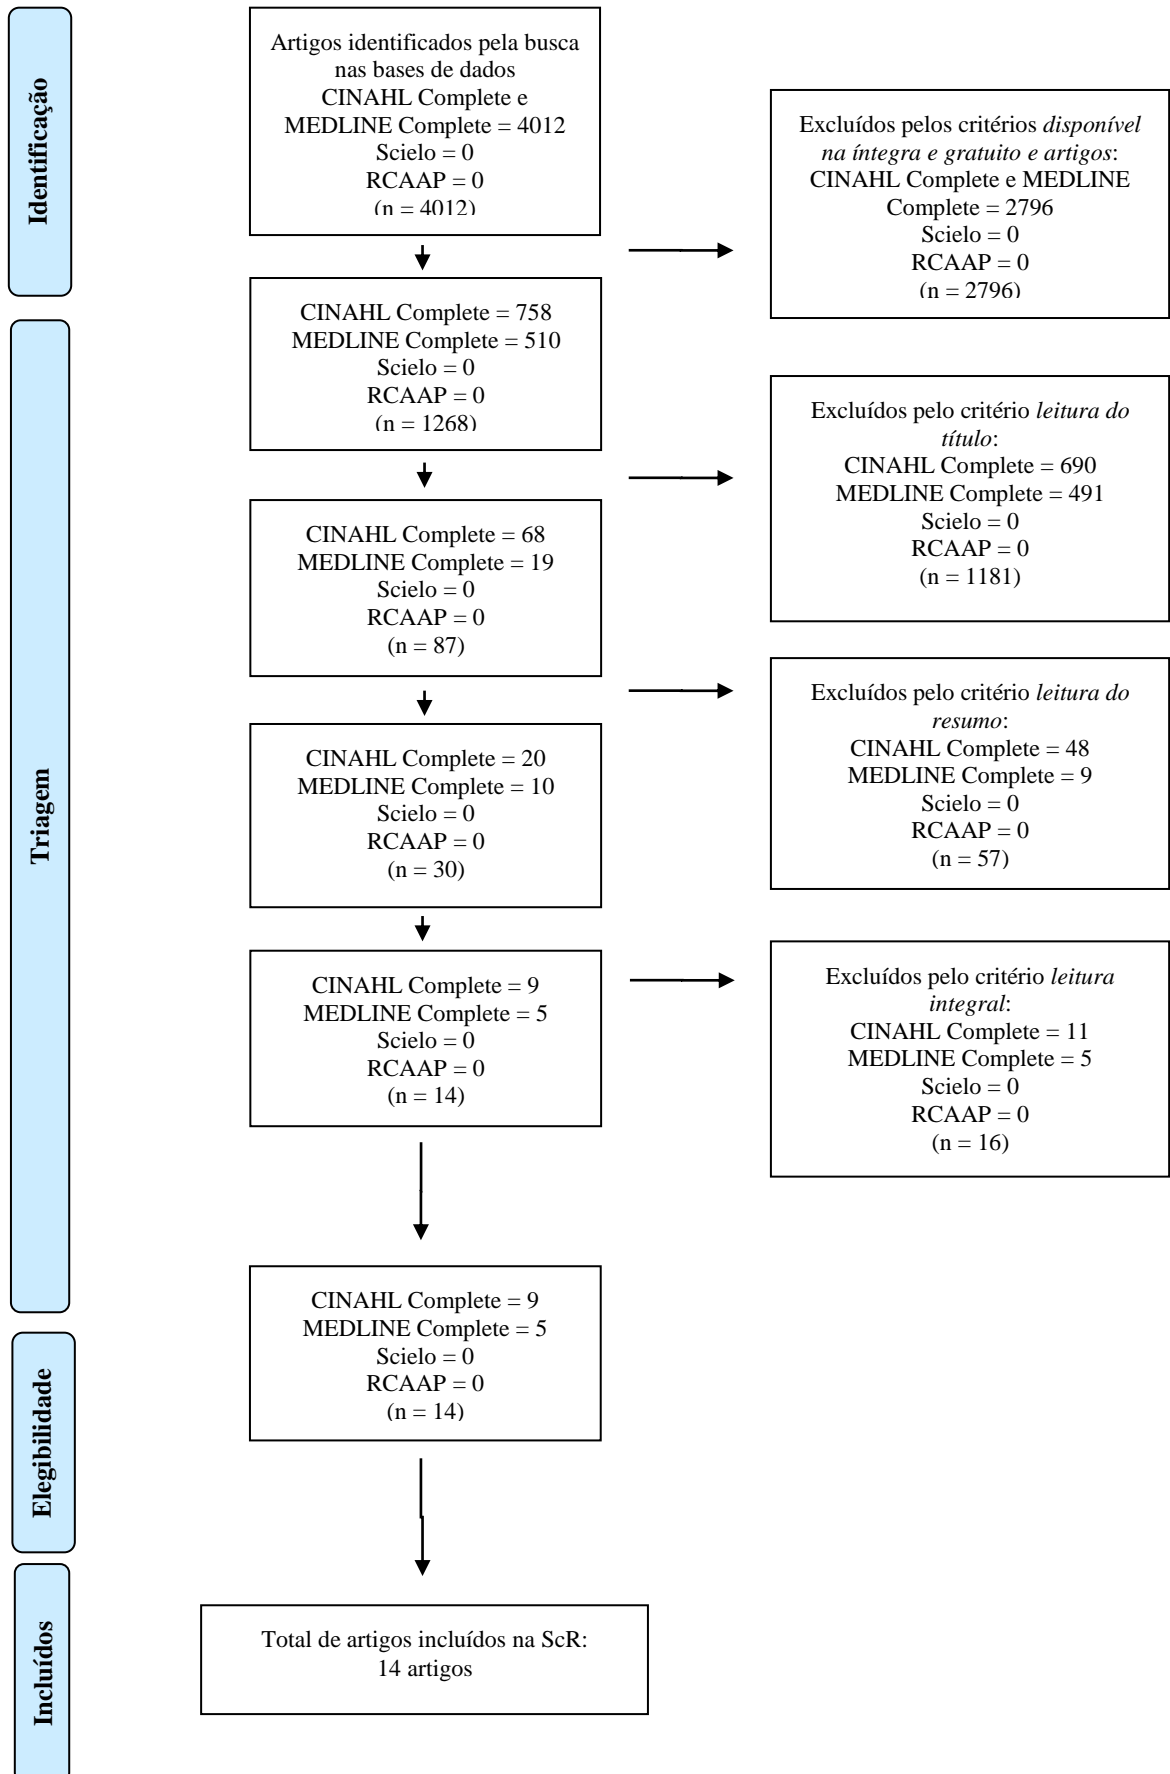 Identificação
Artigos identificados pela busca
nas bases de dados
CINAHL Complete e
MEDLINE Complete = 4012
Scielo = 0
RCAAP = 0
(n = 4012)
Excluídos pelos critérios disponível
na íntegra e gratuito e artigos:
CINAHL Complete e MEDLINE
Complete = 2796
Scielo = 0
RCAAP = 0
(n = 2796)
Triagem
CINAHL Complete = 758
MEDLINE Complete = 510
Scielo = 0
RCAAP = 0
(n = 1268)
Excluídos pelo critério leitura do
título:
CINAHL Complete = 690
MEDLINE Complete = 491
Scielo = 0
RCAAP = 0
(n = 1181)
CINAHL Complete = 68
MEDLINE Complete = 19
Scielo = 0
RCAAP = 0
(n = 87)
Excluídos pelo critério leitura do
resumo:
CINAHL Complete = 48
MEDLINE Complete = 9
Scielo = 0
RCAAP = 0
(n = 57)
CINAHL Complete = 20
MEDLINE Complete = 10
Scielo = 0
RCAAP = 0
(n = 30)
Excluídos pelo critério leitura
integral:
CINAHL Complete = 11
MEDLINE Complete = 5
Scielo = 0
RCAAP = 0
(n = 16)
CINAHL Complete = 9
MEDLINE Complete = 5
Scielo = 0
RCAAP = 0
(n = 14)
Elegibilidade
CINAHL Complete = 9
MEDLINE Complete = 5
Scielo = 0
RCAAP = 0
(n = 14)
Incluídos
Total de artigos incluídos na ScR:
14 artigos